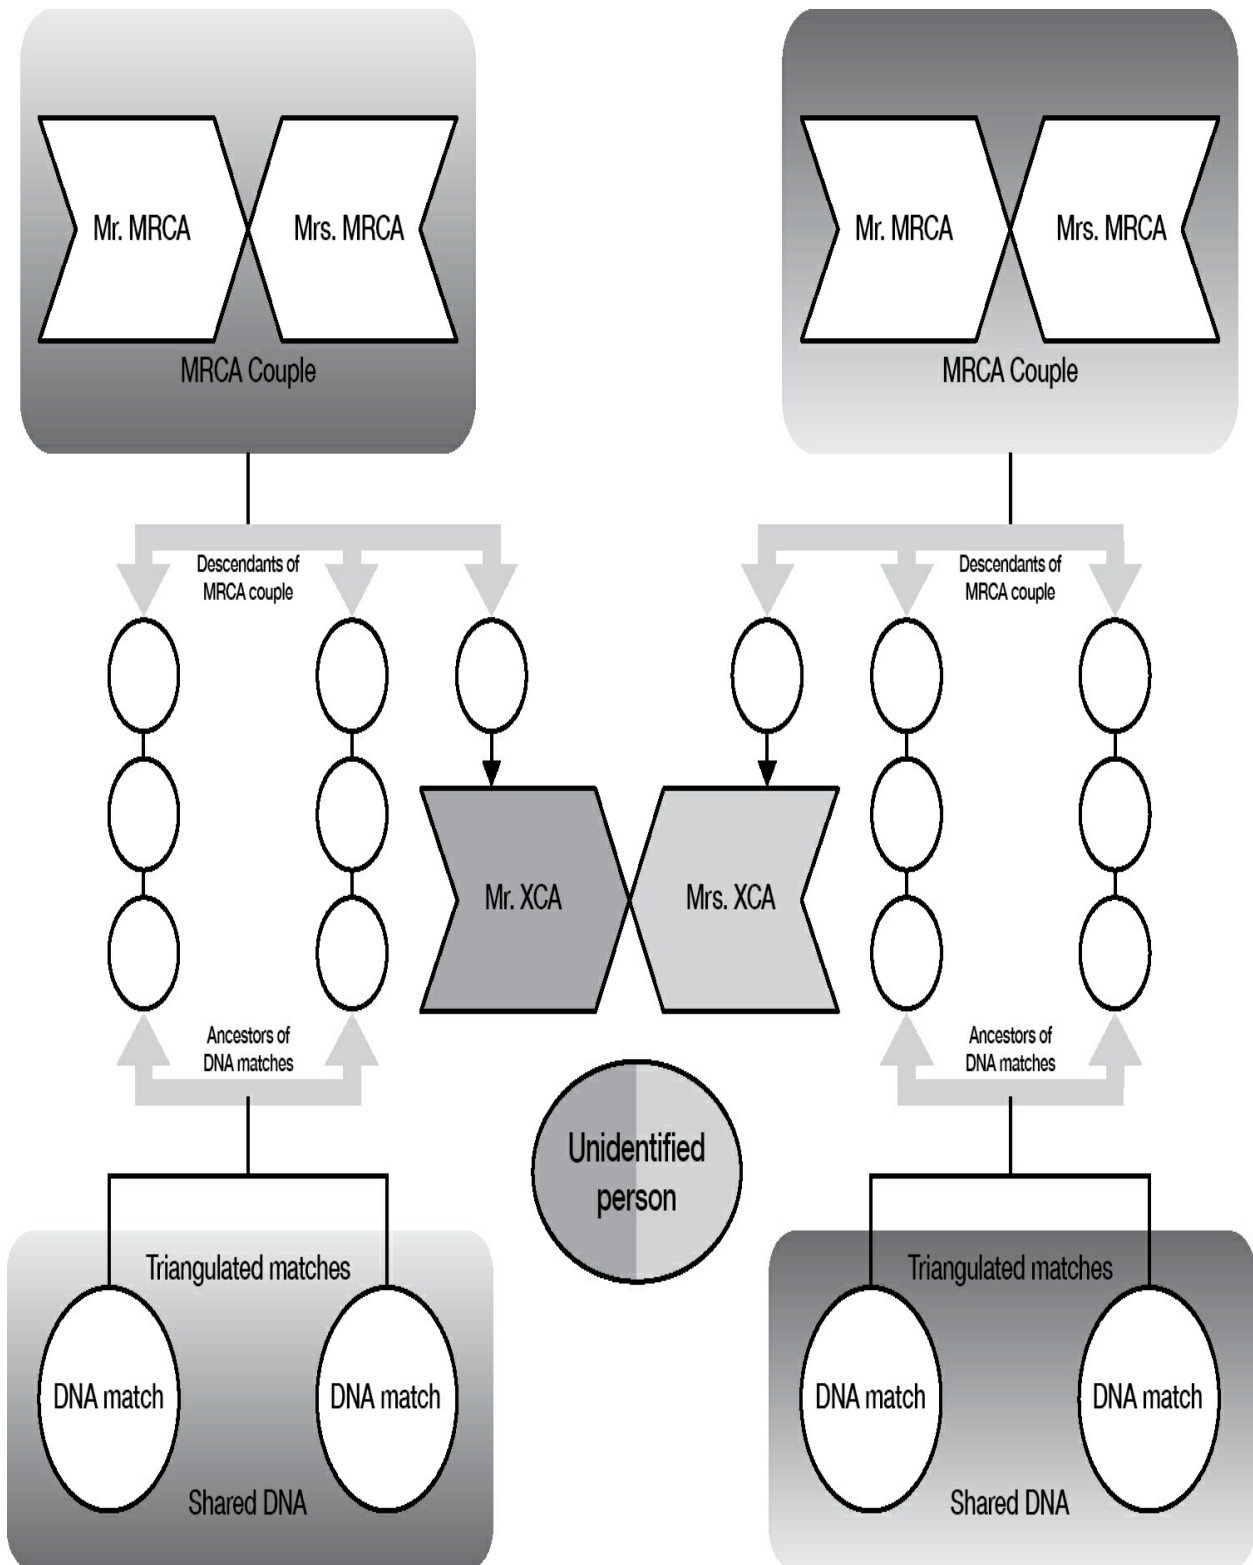 Mr. MRCA
Mrs. MRCA
MRCA Couple
Mr. MRCA
Mrs. MRCA
MRCA Couple
Descendants of
MRCA couple
Descendants of
MRCA couple
Mr. XCA
Mrs. XCA
Ancestors of
DNA matches
Ancestors of
DNA matches
Unidentified
person
Triangulated matches
DNA match
DNA match
Shared DNA
Triangulated matches
DNA match
DNA match
Shared DNA